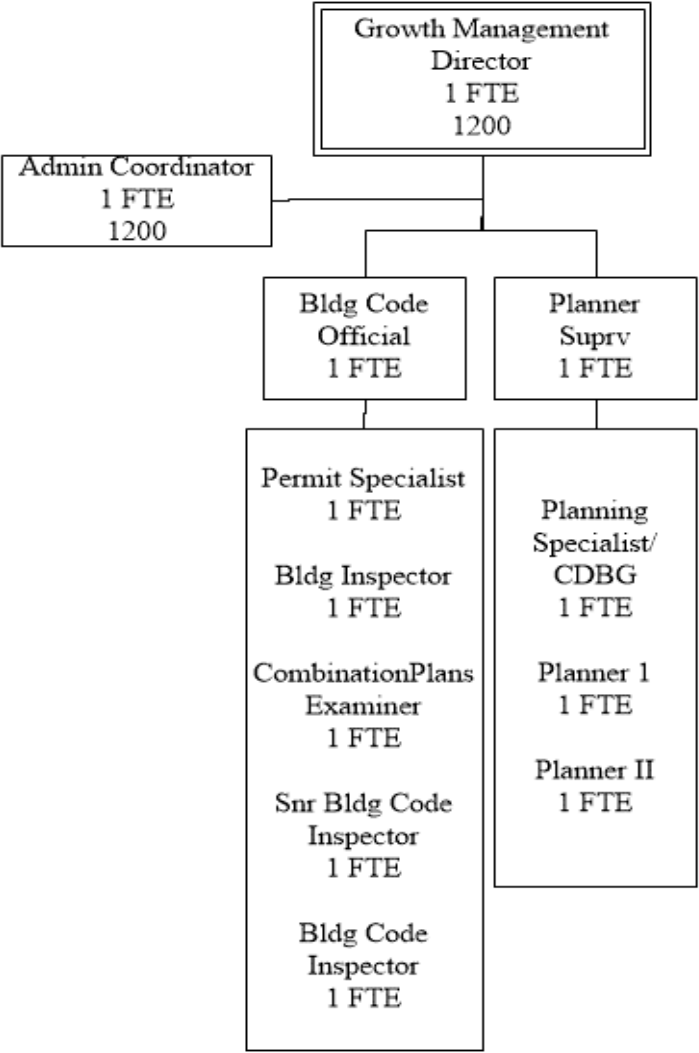 Growth Management
Director
1 FTE
1200
Admin Coordinator
1 FTE
1200
Bldg Code
Official
1 FTE
Planner
Suprv
1 FTE
Permit Specialist
1 FTE
Bldg Inspector
1 FTE
CombinationPlans
Examiner
1 FTE
Snr Bldg Code
Inspector
1 FTE
Bldg Code
Inspector
1 FTE
Planning
Specialist/
CDBG
1 FTE
Planner 1
1 FTE
Planner II
1 FTE